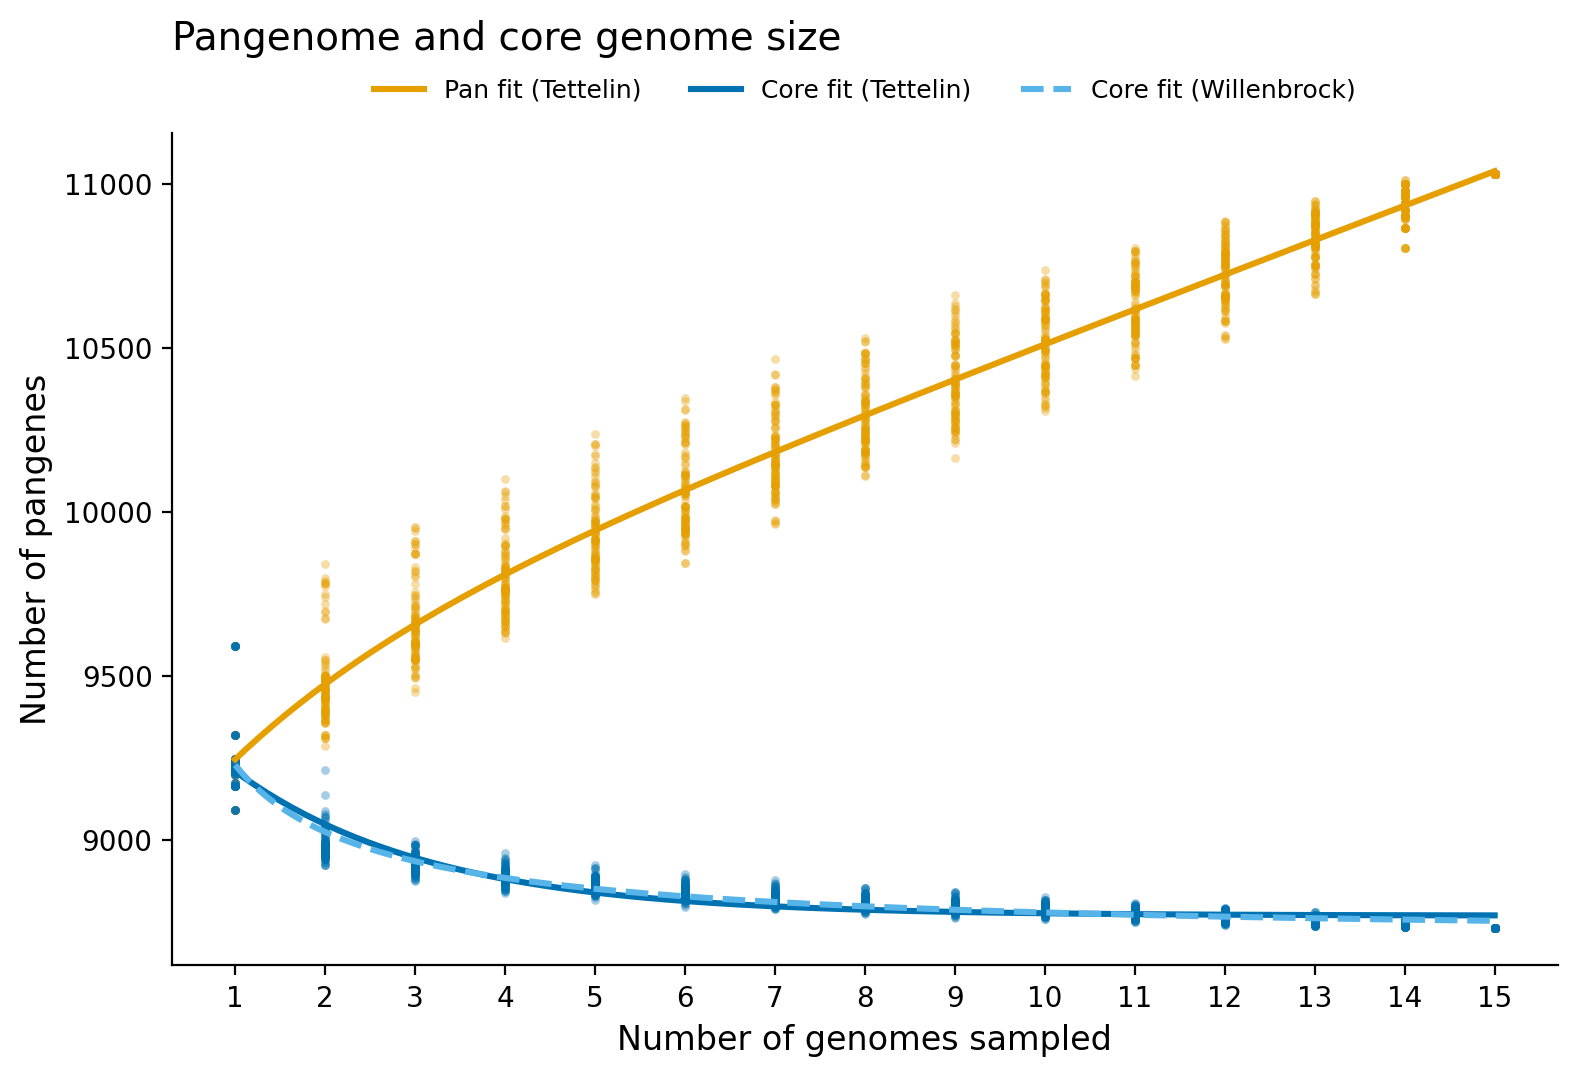 Pangenome and core genome size
Pan fit (Tettelin) Core fit (Tettelin) Core fit (Willenbrock)
Number of pangenes
11000
10500
10000
9500
9000
1 2 3 4 5 6 7 8 9 10 11 12 13 14 15
Number of genomes sampled